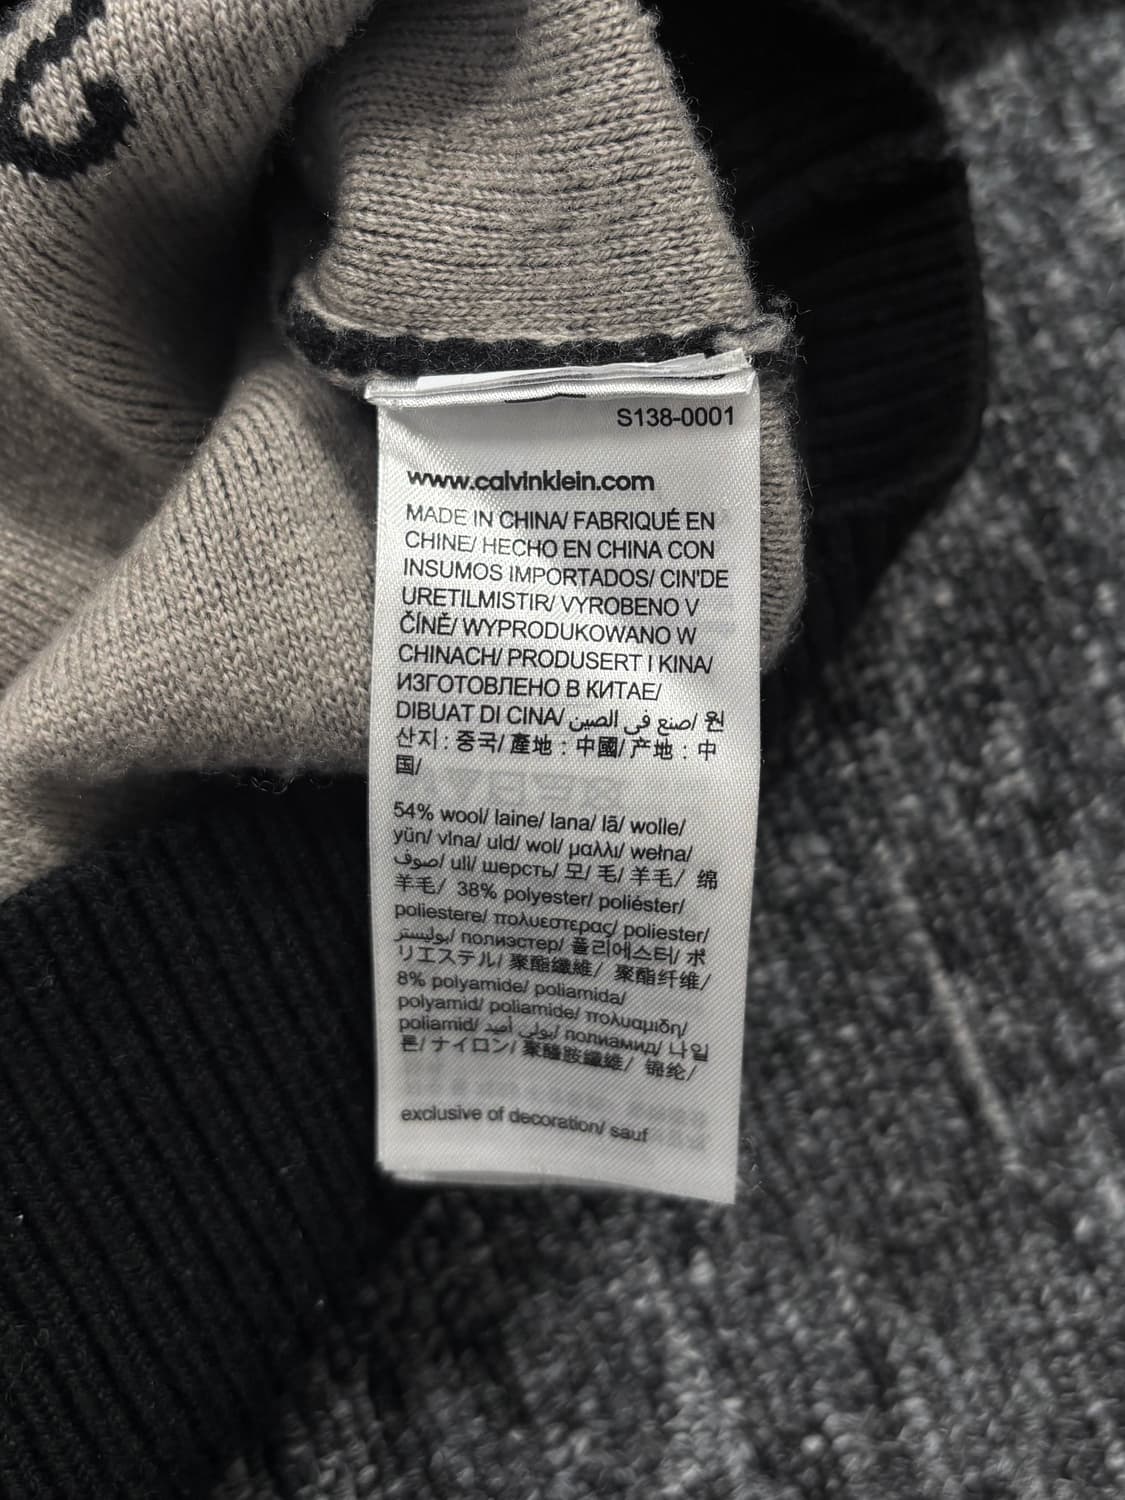 S138-0001
www.calvinklein.com
MADE IN CHINA/ FABRIQUÉ EN
CHINE/ HECHO EN CHINA CON
INSUMOS IMPORTADOS/ CIN'DE
URETILMISTIR/ VYROBENO V
ČÍNĚ/ WYPRODUKOWANO W
CHINACH/ PRODUSERT I KINA/
ИЗГОТОВЛЕНО В КИТАЕ/
DIBUAT DI CINA/ صنع في الصين/ 원
산지 : 중국/ 產地 : 中國/ 产地 : 中
国/
54% wool/ laine/ lana/ lã/ wolle/
yün/ vlna/ uld/ wol/ μαλλι/ wełna/
صوف/ ull/ шерсть/ 모/ 毛/ 羊毛/ 绵
羊毛/ 38% polyester/ poliéster/
poliestere/ πολυεστερας/ poliester/
بوليستر/ полиэстер/ 폴리에스터/ ポ
リエステル/ 聚酯纖維/ 聚酯纤维/
8% polyamide/ poliamida/
polyamid/ poliamide/ πολυαμιδη/
poliamid/ بولي أميد/ полиамид/ 나일
론/ ナイロン/ 聚醯胺纖維/ 锦纶/
exclusive of decoration/ sauf